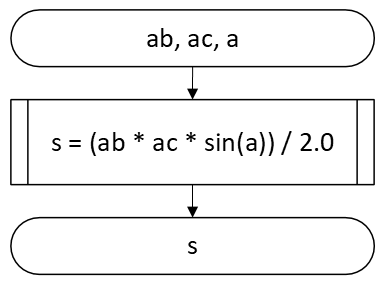 ab, ac, a
s = (ab * ac * sin(a)) / 2.0
s